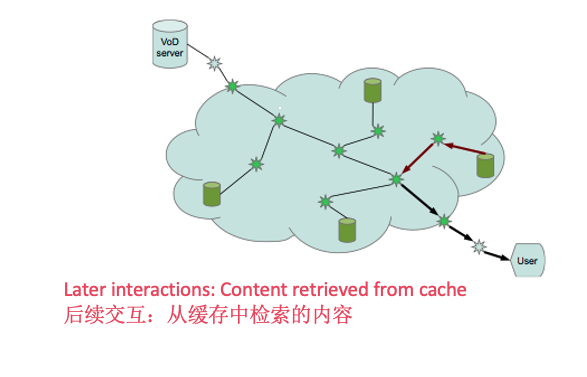 VoD
server
User
Later interactions: Content retrieved from cache
后续交互：从缓存中检索的内容